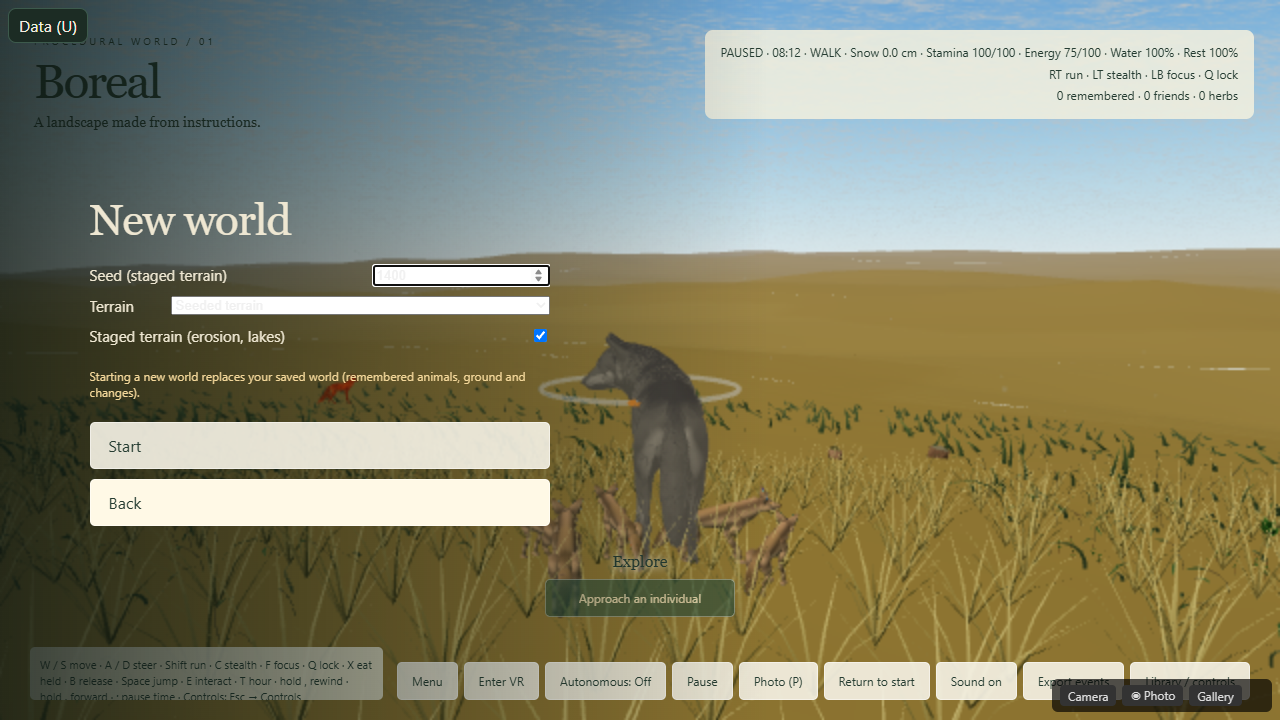 Data (U)
PROCEDURAL WORLD / 01
Boreal
A landscape made from instructions.
PAUSED · 08:12 · WALK · Snow 0.0 cm · Stamina 100/100 · Energy 75/100 · Water 100% · Rest 100%
RT run · LT stealth · LB focus · Q lock
0 remembered · 0 friends · 0 herbs
New world
Seed (staged terrain)
1400
Terrain
Seeded terrain
Staged terrain (erosion, lakes)
Starting a new world replaces your saved world (remembered animals, ground and
changes).
Start
Back
Explore
Approach an individual
W / S move · A / D steer · Shift run · C stealth · F focus · Q lock · X eat
held · B release · Space jump · E interact · T hour · hold , rewind ·
hold . forward · ; pause time · Controls: Esc → Controls
Menu
Enter VR
Autonomous: Off
Pause
Photo (P)
Return to start
Sound on
Export events
Library / controls
Camera
◉ Photo
Gallery